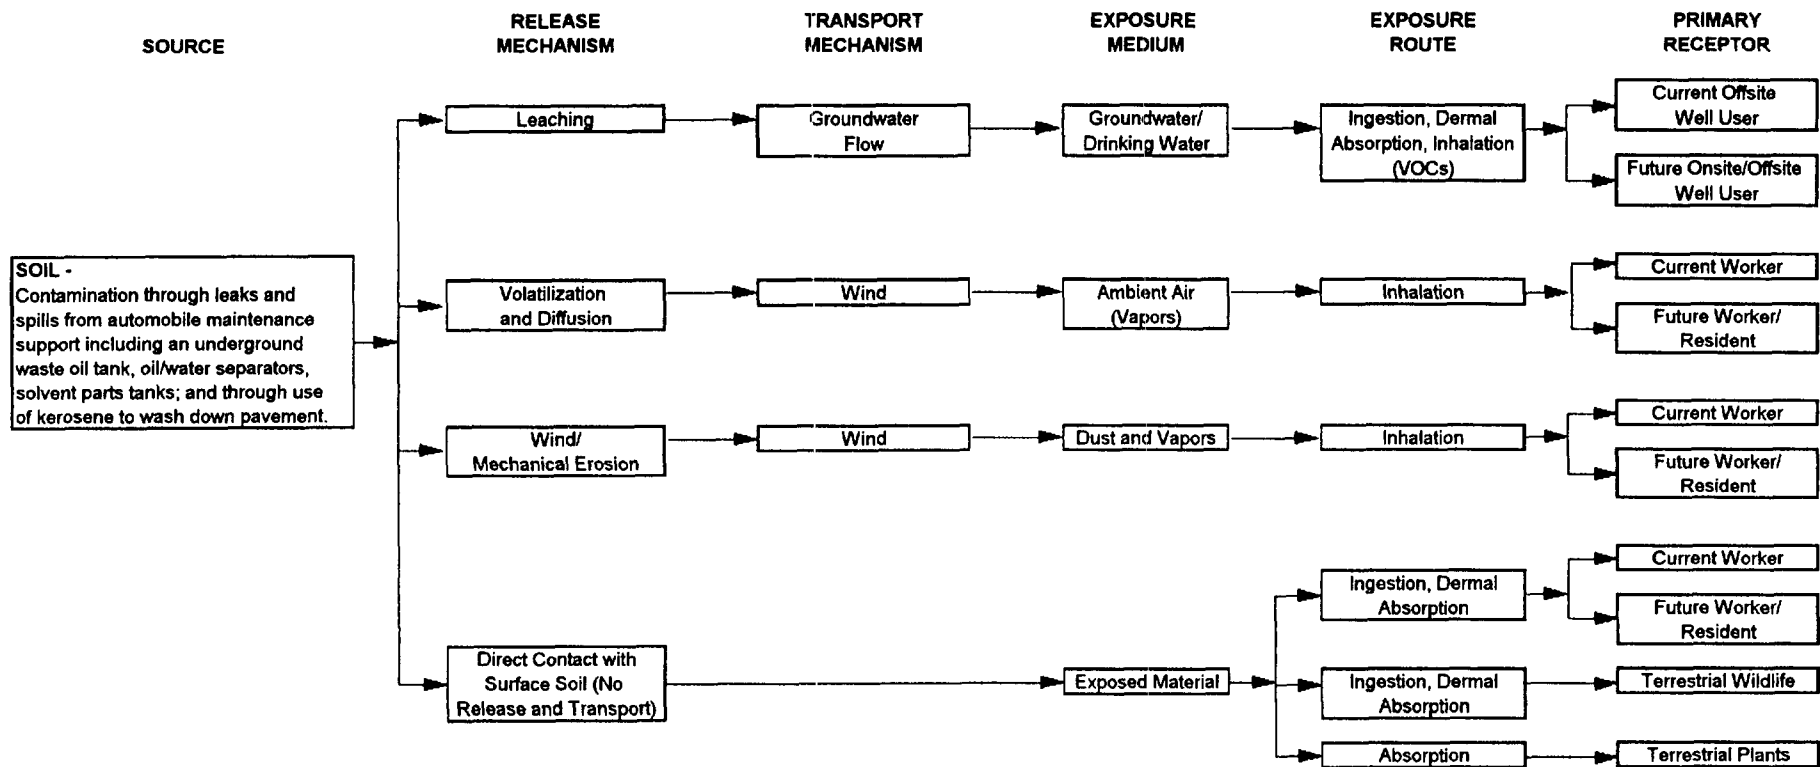 SOURCE
RELEASE
MECHANISM
TRANSPORT
MECHANISM
EXPOSURE
MEDIUM
EXPOSURE
ROUTE
PRIMARY
RECEPTOR
SOIL -
Contamination through leaks and
spills from automobile maintenance
support including an underground
waste oil tank, oil/water separators,
solvent parts tanks; and through use
of kerosene to wash down pavement.
Leaching
Groundwater
Flow
Groundwater/
Drinking Water
Ingestion, Dermal
Absorption, Inhalation
(VOCs)
Current Offsite
Well User
Future Onsite/Offsite
Well User
Volatilization
and Diffusion
Wind
Ambient Air
(Vapors)
Inhalation
Current Worker
Future Worker/
Resident
Wind/
Mechanical Erosion
Wind
Dust and Vapors
Inhalation
Current Worker
Future Worker/
Resident
Direct Contact with
Surface Soil (No
Release and Transport)
Exposed Material
Ingestion, Dermal
Absorption
Current Worker
Future Worker/
Resident
Ingestion, Dermal
Absorption
Terrestrial Wildlife
Absorption
Terrestrial Plants